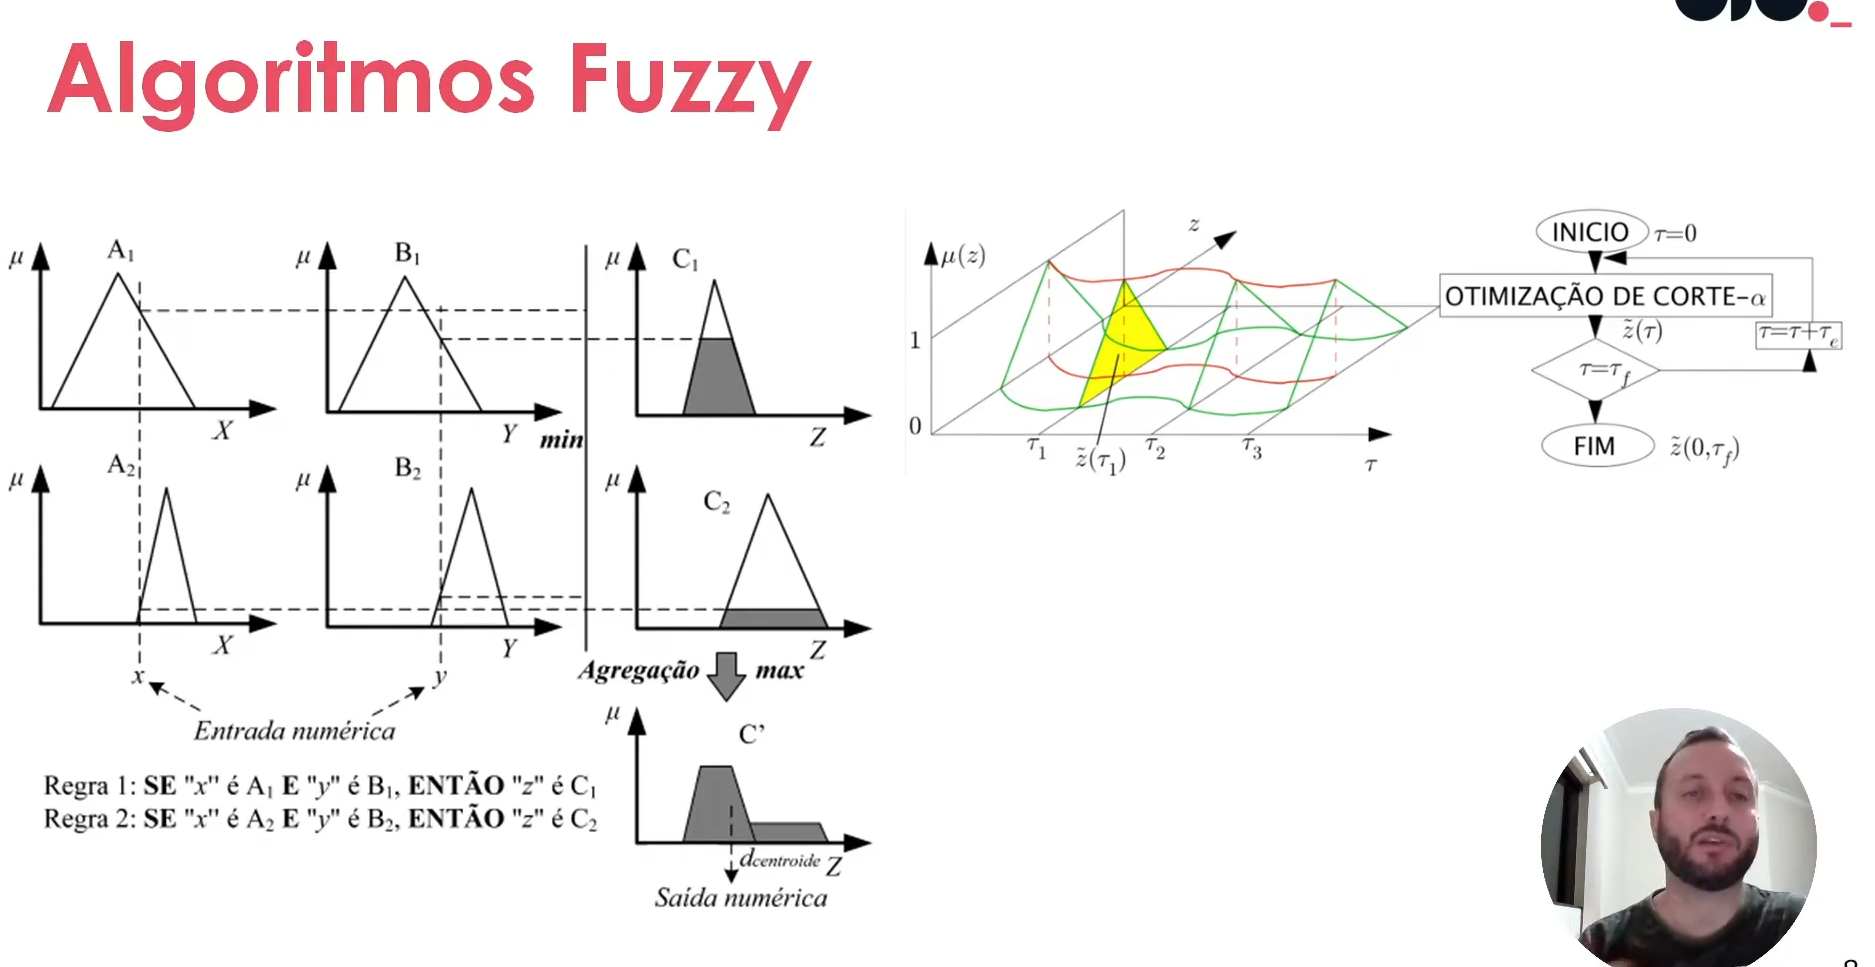 Algoritmos Fuzzy
μ A₁ X
μ B₁ Y min
μ C₁ Z
μ A₂ X
μ B₂ Y
μ C₂ Z
x y
Entrada numérica
Agregação max
μ C’
dcentroide Z
Saída numérica
Regra 1: SE "x" é A₁ E "y" é B₁, ENTÃO "z" é C₁
Regra 2: SE "x" é A₂ E "y" é B₂, ENTÃO "z" é C₂
μ(z) z
1
0
τ₁ z̃(τ₁) τ₂ τ₃ τ
INICIO τ=0
OTIMIZAÇÃO DE CORTE-α
z̃(τ) τ=τ+τₑ
τ=τ_f
FIM z̃(0,τ_f)